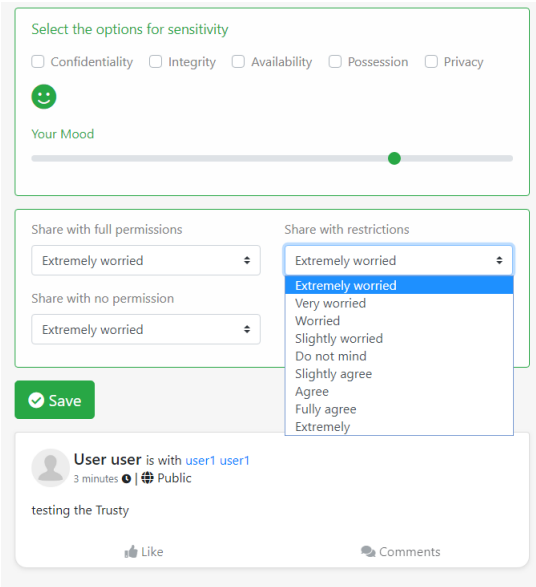 Select the options for sensitivity
Confidentiality Integrity Availability Possession Privacy
Your Mood
Share with full permissions Share with restrictions
Extremely worried Extremely worried
Extremely worried
Very worried
Share with no permission
Worried
Extremely worried
Slightly worried
Do not mind
Slightly agree
Agree
Fully agree
Extremely
Save
User user is with user1 user1
3 minutes | Public
testing the Trusty
Like Comments